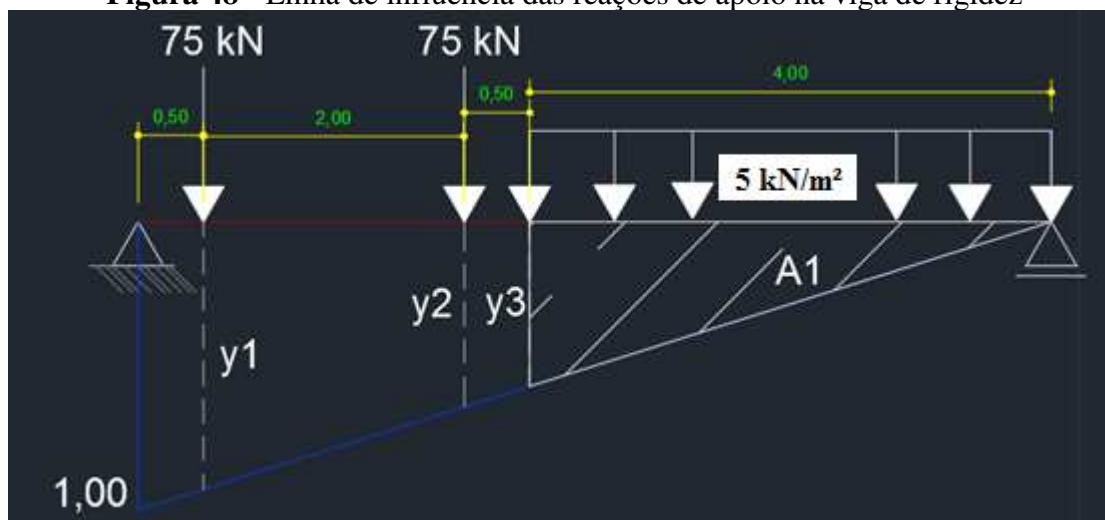 Figura 48 - Linha de influência das reações de apoio na viga de rigidez
75 kN
75 kN
0,50
2,00
0,50
4,00
5 kN/m²
y1
y2
y3
A1
1,00